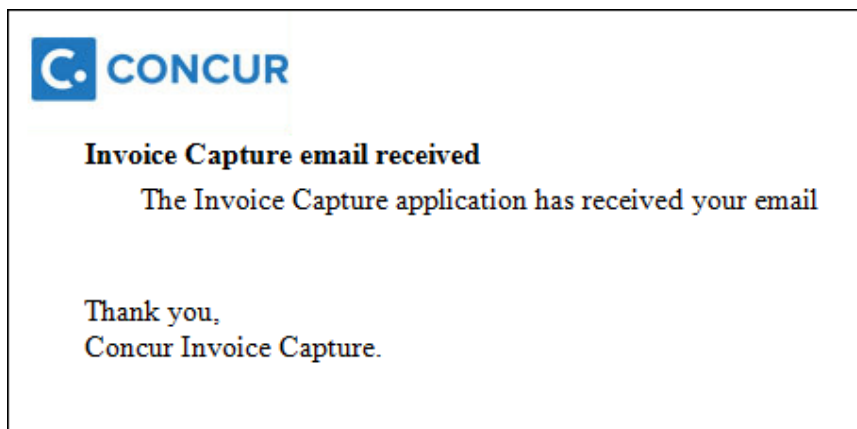 C. CONCUR
Invoice Capture email received
The Invoice Capture application has received your email
Thank you,
Concur Invoice Capture.